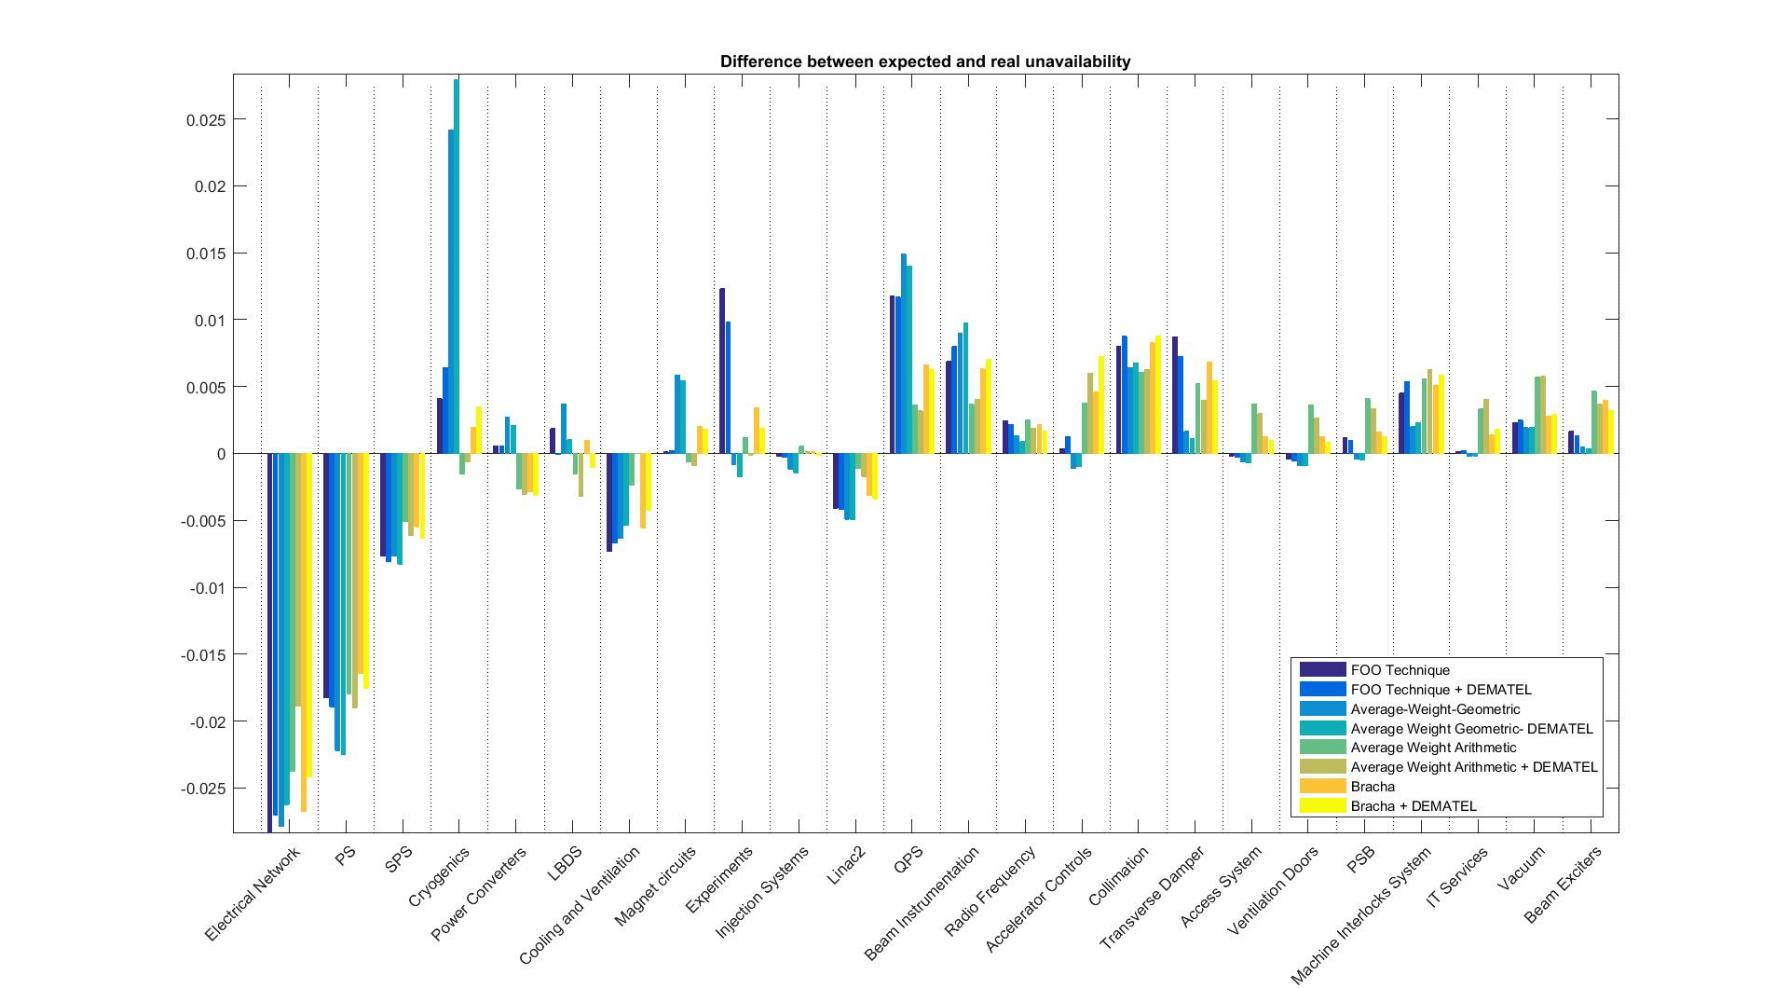 Difference between expected and real unavailability
0.025
0.02
0.015
0.01
0.005
0
-0.005
-0.01
-0.015
-0.02
-0.025
FOO Technique
FOO Technique + DEMATEL
Average-Weight-Geometric
Average Weight Geometric- DEMATEL
Average Weight Arithmetic
Average Weight Arithmetic + DEMATEL
Bracha
Bracha + DEMATEL
Electrical Network
PS
SPS
Cryogenics
Power Converters
LBDS
Cooling and Ventilation
Magnet circuits
Experiments
Injection Systems
Linac2
QPS
Beam Instrumentation
Radio Frequency
Accelerator Controls
Collimation
Transverse Damper
Access System
Ventilation Doors
PSB
Machine Interlocks System
IT Services
Vacuum
Beam Exciters